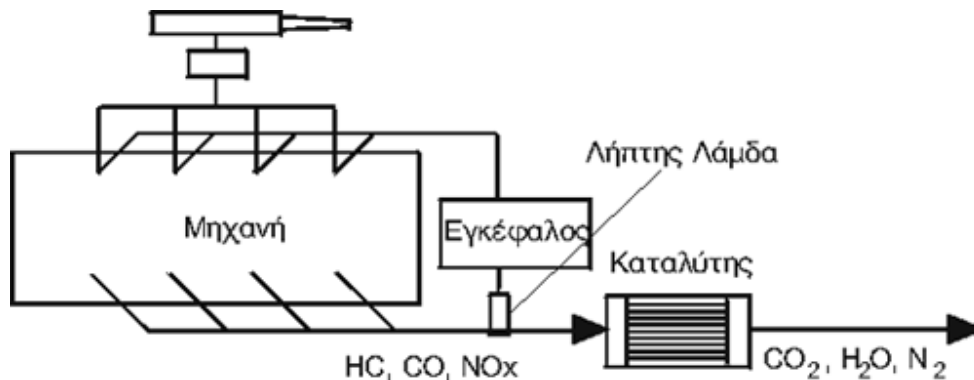 Λήπτης Λάμδα
Μηχανή
Εγκέφαλος
Καταλύτης
HC, CO, NOx
CO₂, H₂O, N₂